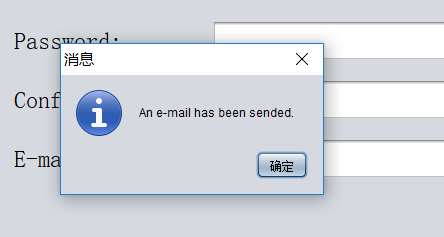 Password:
消息
Conf
An e-mail has been sended.
E-ma
确定